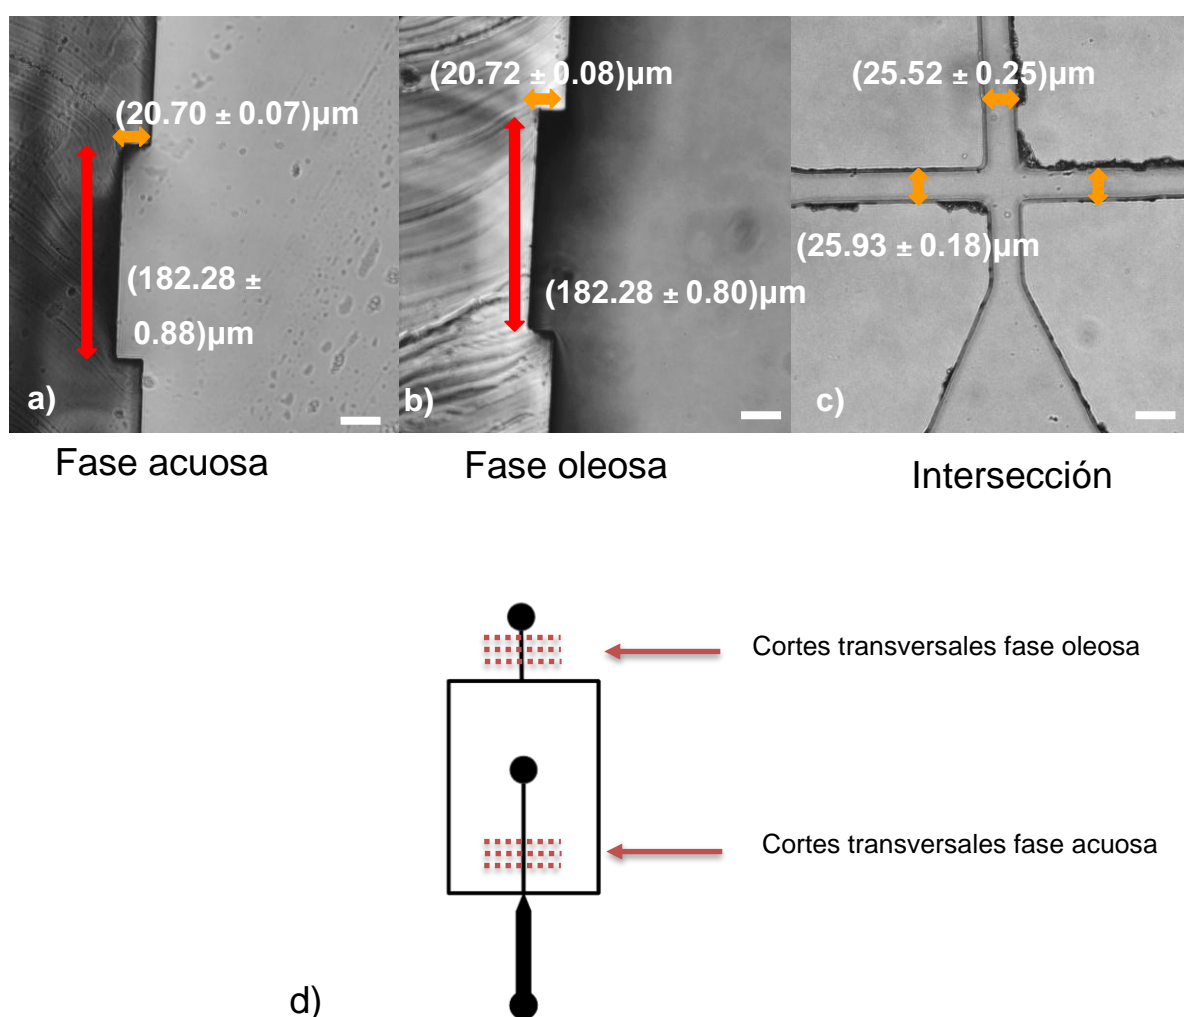 (20.70 ± 0.07)µm
(182.28 ±
0.88)µm
a)
(20.72 ± 0.08)µm
(182.28 ± 0.80)µm
b)
(25.52 ± 0.25)µm
(25.93 ± 0.18)µm
c)
Fase acuosa
Fase oleosa
Intersección
Cortes transversales fase oleosa
Cortes transversales fase acuosa
d)